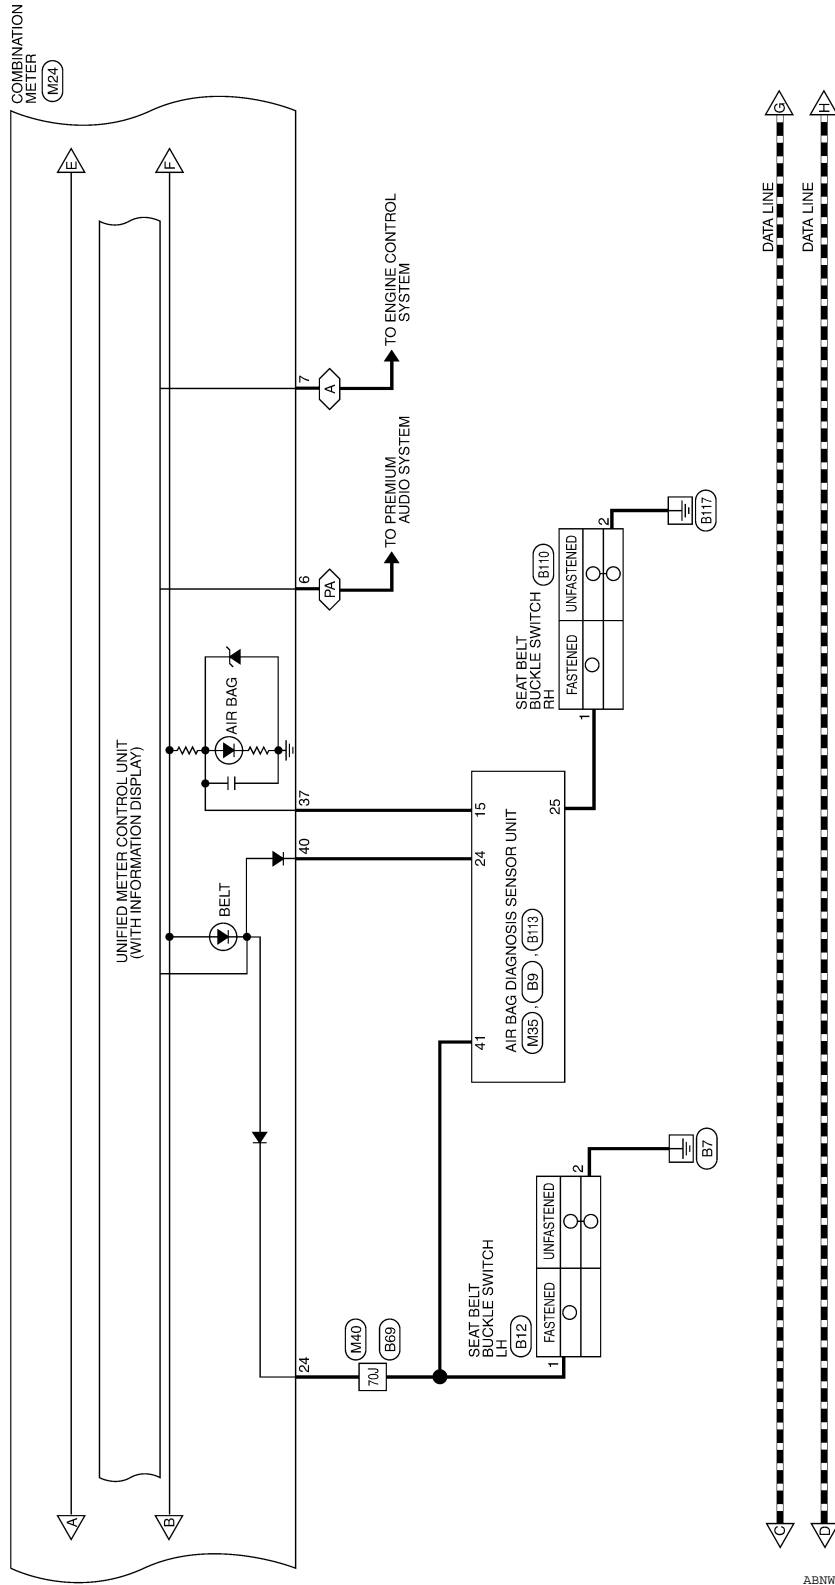 COMBINATION
METER
M24
E
F
A
B
UNIFIED METER CONTROL UNIT
(WITH INFORMATION DISPLAY)
BELT
AIR BAG
24
40
37
6
7
PA
A
TO PREMIUM
AUDIO SYSTEM
TO ENGINE CONTROL
SYSTEM
M40
70J
B69
41
24
15
AIR BAG DIAGNOSIS SENSOR UNIT
M35 , B9 , B113
25
SEAT BELT
BUCKLE SWITCH
LH
B12
FASTENED
UNFASTENED
1
2
B7
SEAT BELT
BUCKLE SWITCH
RH
B110
FASTENED
UNFASTENED
1
2
B117
C
DATA LINE
G
D
DATA LINE
H
ABNW